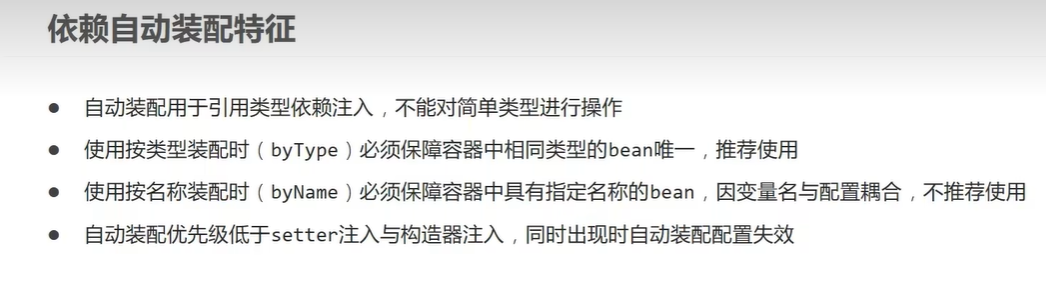 依赖自动装配特征
● 自动装配用于引用类型依赖注入，不能对简单类型进行操作
● 使用按类型装配时（byType）必须保障容器中相同类型的bean唯一，推荐使用
● 使用按名称装配时（byName）必须保障容器中具有指定名称的bean，因变量名与配置耦合，不推荐使用
● 自动装配优先级低于setter注入与构造器注入，同时出现时自动装配配置失效